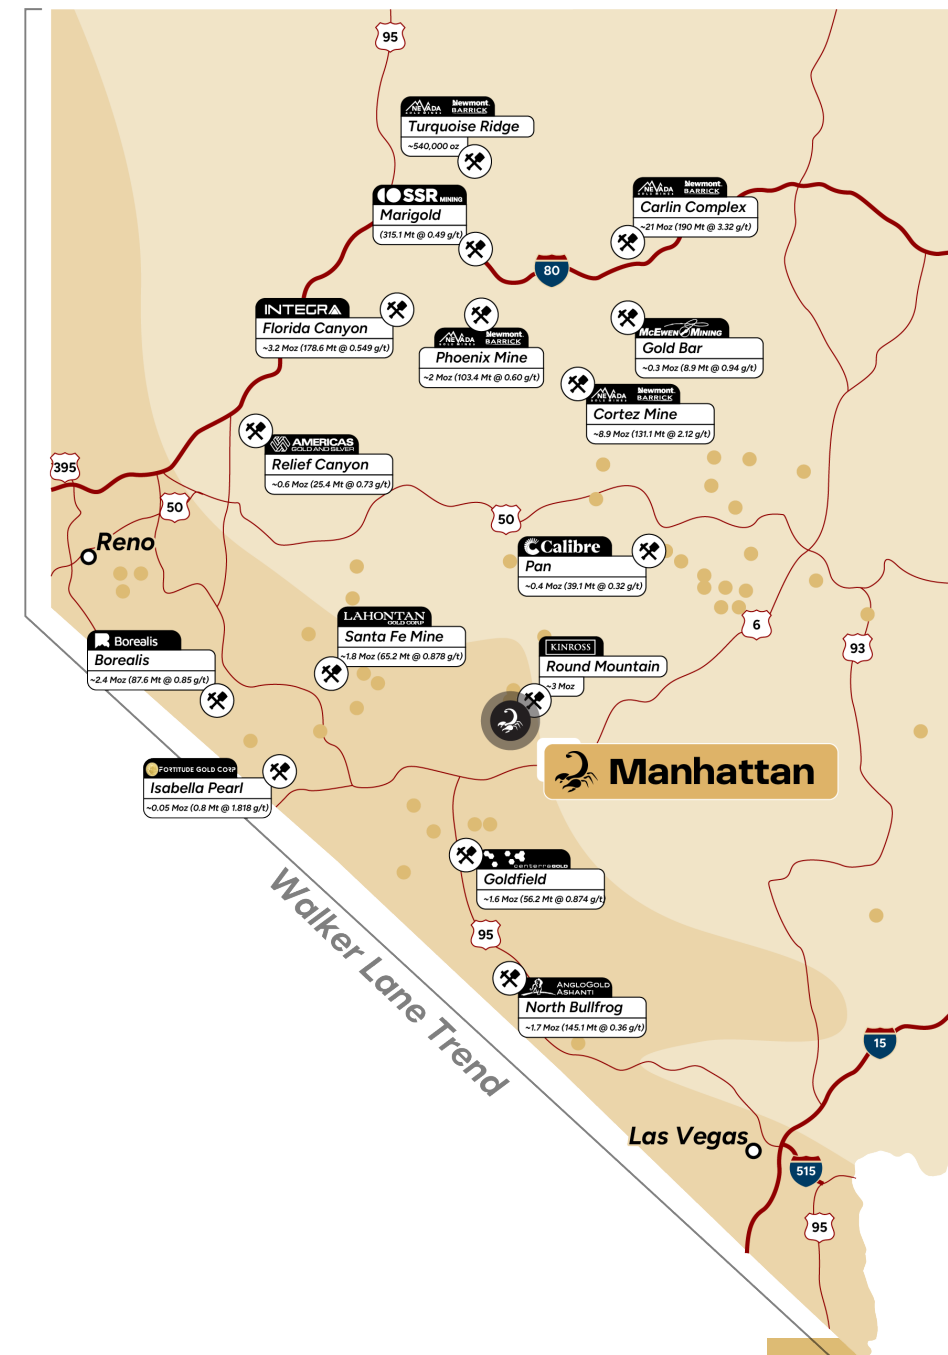 95
NEVADA
GOLD MINES
Newmont
BARRICK
Turquoise Ridge
~540,000 oz
SSR MINING
Marigold
(315.1 Mt @ 0.49 g/t)
NEVADA
GOLD MINES
Newmont
BARRICK
Carlin Complex
~21 Moz (190 Mt @ 3.32 g/t)
80
INTEGRA
Florida Canyon
~3.2 Moz (178.6 Mt @ 0.549 g/t)
NEVADA
GOLD MINES
Newmont
BARRICK
Phoenix Mine
~2 Moz (103.4 Mt @ 0.60 g/t)
McEWEN MINING
Gold Bar
~0.3 Moz (8.9 Mt @ 0.94 g/t)
NEVADA
GOLD MINES
Newmont
BARRICK
Cortez Mine
~8.9 Moz (131.1 Mt @ 2.12 g/t)
AMERICAS
GOLD AND SILVER
Relief Canyon
~0.6 Moz (25.4 Mt @ 0.73 g/t)
395
50
50
Reno
Calibre
Pan
~0.4 Moz (39.1 Mt @ 0.32 g/t)
LAHONTAN
GOLD CORP
Santa Fe Mine
~1.8 Moz (65.2 Mt @ 0.878 g/t)
6
93
Borealis
Borealis
~2.4 Moz (87.6 Mt @ 0.85 g/t)
KINROSS
Round Mountain
~3 Moz
Manhattan
FORTITUDE GOLD CORP
Isabella Pearl
~0.05 Moz (0.8 Mt @ 1.818 g/t)
centerraGOLD
Goldfield
~1.6 Moz (56.2 Mt @ 0.874 g/t)
95
Walker Lane Trend
ANGLOGOLD
ASHANTI
North Bullfrog
~1.7 Moz (145.1 Mt @ 0.36 g/t)
15
Las Vegas
515
95